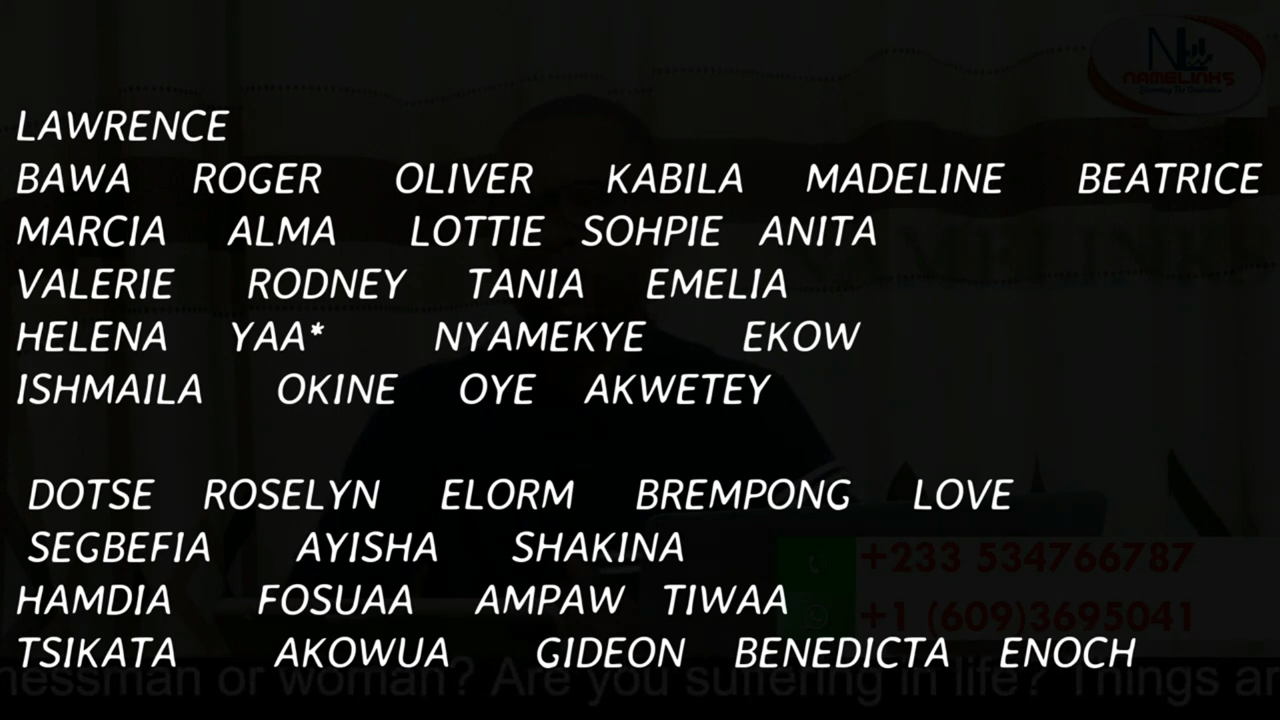 NL
NAMELINKS
LAWRENCE
BAWA ROGER OLIVER KABILA MADELINE BEATRICE
MARCIA ALMA LOTTIE SOHPIE ANITA
VALERIE RODNEY TANIA EMELIA
HELENA YAA* NYAMEKYE EKOW
ISHMAILA OKINE OYE AKWETEY
DOTSE ROSELYN ELORM BREMPONG LOVE
SEGBEFIA AYISHA SHAKINA
+233 534766787
HAMDIA FOSUAA AMPAW TIWAA
+1 (609)3695041
TSIKATA AKOWUA GIDEON BENEDICTA ENOCH
nessman or woman? Are you suffering in life? Things ar